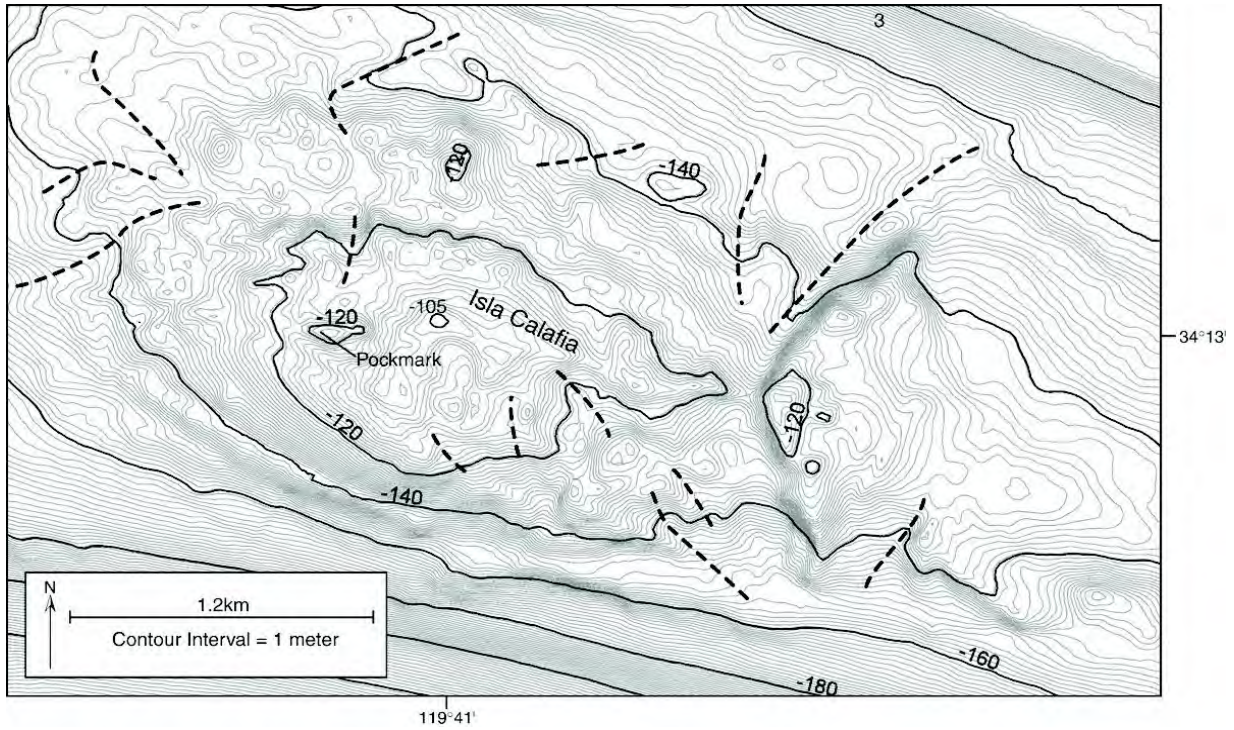 3
-120
-140
-120
-105
Isla Calafia
Pockmark
34°13'
-120
-120
-140
N
1.2km
Contour Interval = 1 meter
-160
-180
119°41'